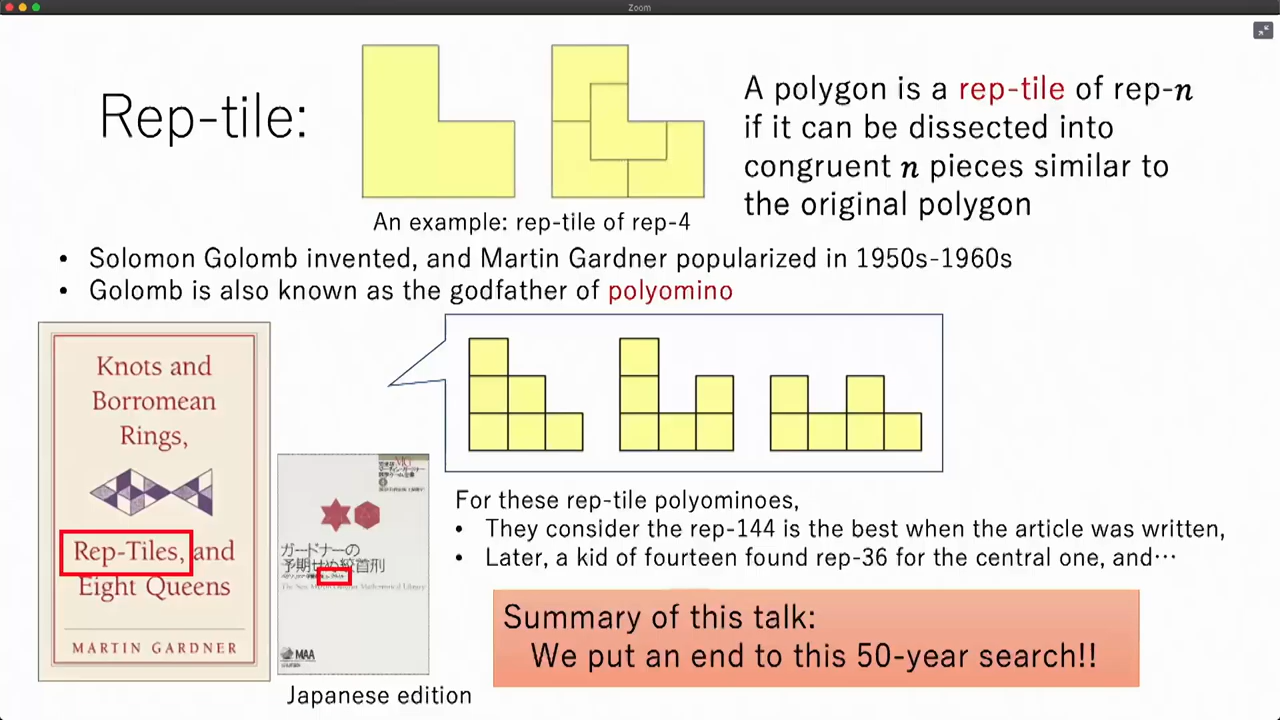 Zoom
Rep-tile:
An example: rep-tile of rep-4
A polygon is a rep-tile of rep-n
if it can be dissected into
congruent n pieces similar to
the original polygon
• Solomon Golomb invented, and Martin Gardner popularized in 1950s-1960s
• Golomb is also known as the godfather of polyomino
Knots and
Borromean
Rings,
Rep-Tiles, and
Eight Queens
MARTIN GARDNER
ガードナーの
予期せぬ絞首刑
The New Martin Gardner Mathematical Library
MAA
Japanese edition
For these rep-tile polyominoes,
• They consider the rep-144 is the best when the article was written,
• Later, a kid of fourteen found rep-36 for the central one, and…
Summary of this talk:
We put an end to this 50-year search!!